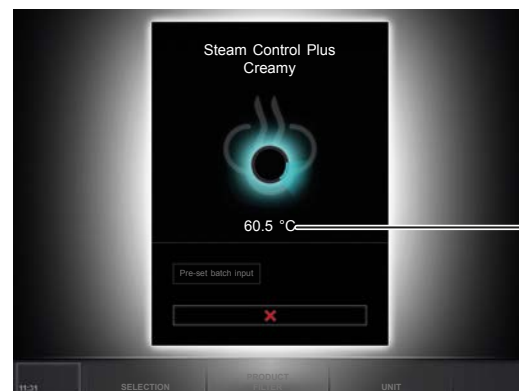 Steam Control Plus
Creamy
60.5 °C
Pre-set batch input
11:31
SELECTION
PRODUCT
UNIT